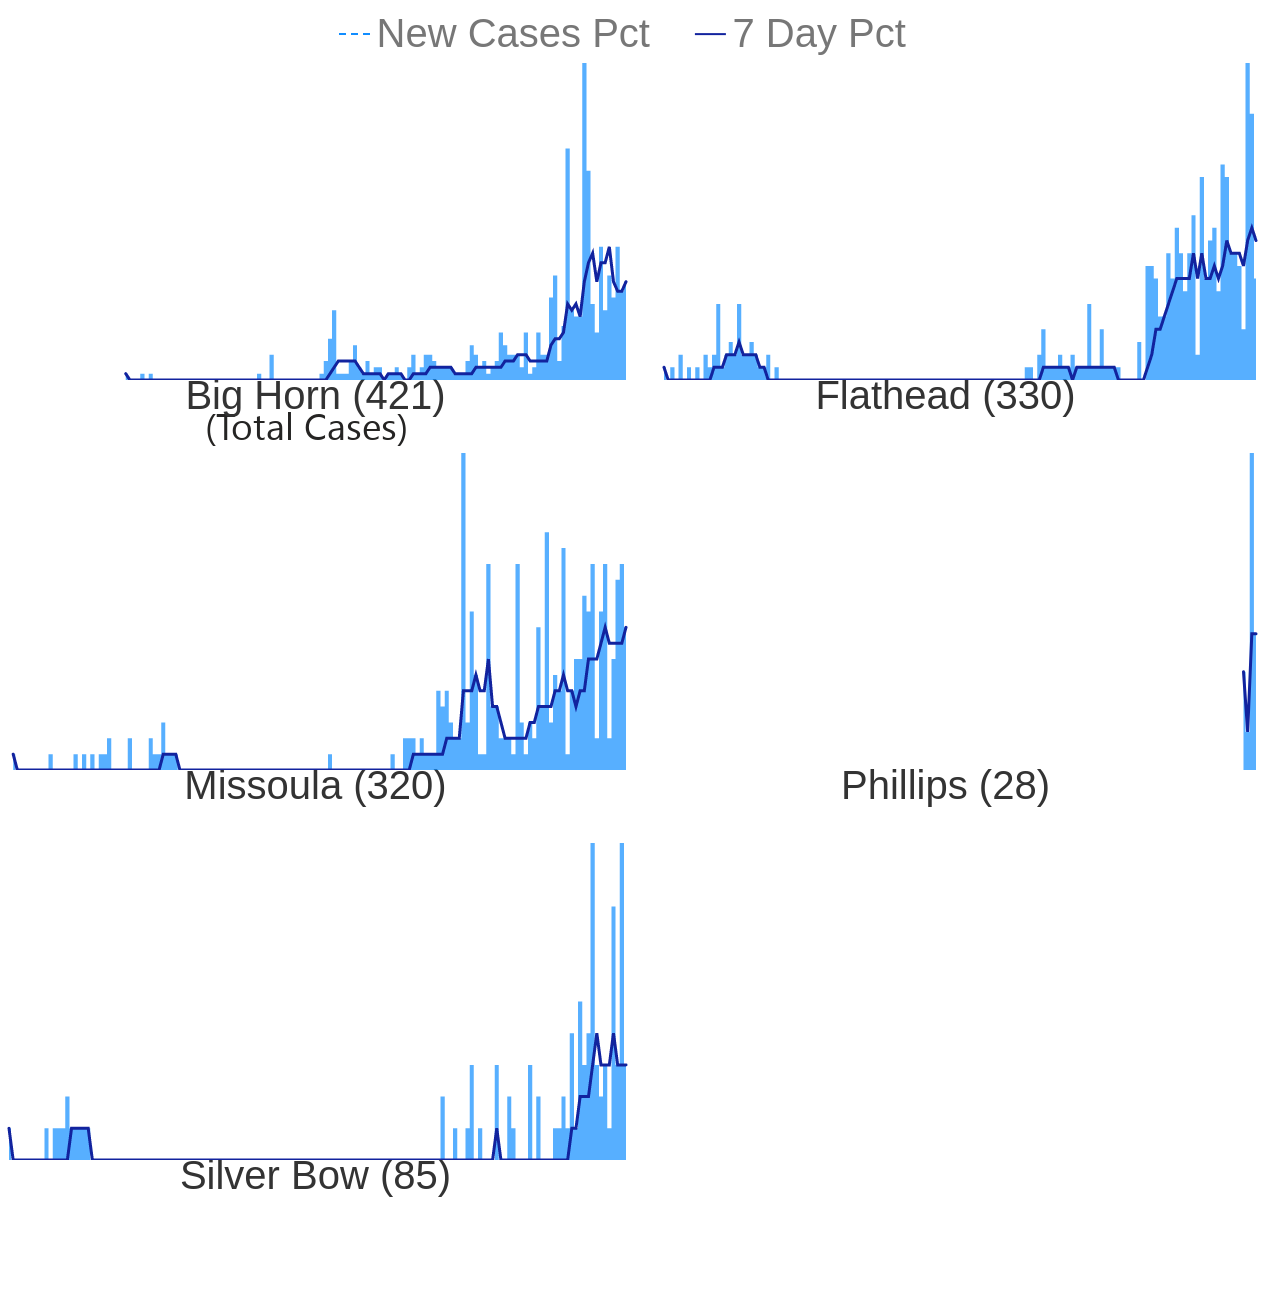 New Cases Pct 7 Day Pct
Big Horn (421) Flathead (330)
(Total Cases)
Missoula (320) Phillips (28)
Silver Bow (85)